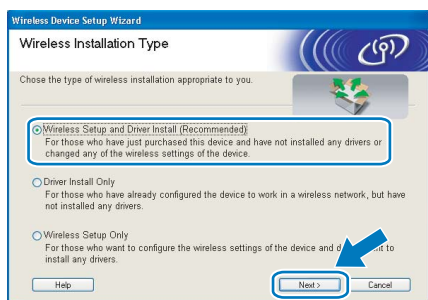 Wireless Device Setup Wizard
Wireless Installation Type
Chose the type of wireless installation appropriate to you.
Wireless Setup and Driver Install (Recommended)
For those who have just purchased this device and have not installed any drivers or
changed any of the wireless settings of the device.
Driver Install Only
For those who have already configured the device to work in a wireless network, but have
not installed any drivers.
Wireless Setup Only
For those who want to configure the wireless settings of the device and to
install any drivers.
Help
Next >
Cancel